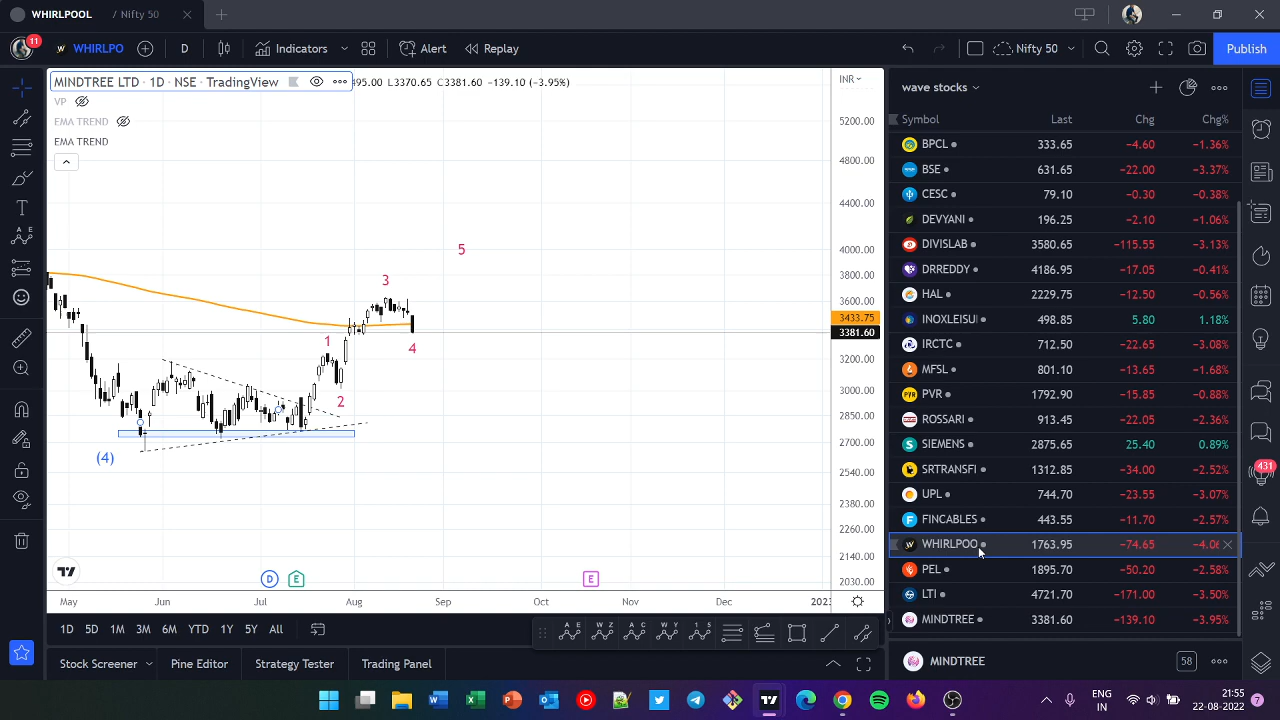 WHIRLPOOL / Nifty 50
11 WHIRLPO D Indicators Alert Replay Nifty 50 Publish
MINDTREE LTD · 1D · NSE · TradingView 495.00 L3370.65 C3381.60 −139.10 (−3.95%)
VP
EMA TREND
EMA TREND
INR
5200.00
4800.00
4400.00
4000.00
3800.00
3600.00
3433.75
3381.60
3200.00
3000.00
2850.00
2700.00
2540.00
2380.00
2260.00
2140.00
2030.00
5
3
1
4
2
(4)
D E E
May Jun Jul Aug Sep Oct Nov Dec 2023
1D 5D 1M 3M 6M YTD 1Y 5Y All
Stock Screener Pine Editor Strategy Tester Trading Panel
wave stocks
Symbol Last Chg Chg%
BPCL 333.65 −4.60 −1.36%
BSE 631.65 −22.00 −3.37%
CESC 79.10 −0.30 −0.38%
DEVYANI 196.25 −2.10 −1.06%
DIVISLAB 3580.65 −115.55 −3.13%
DRREDDY 4186.95 −17.05 −0.41%
HAL 2229.75 −12.50 −0.56%
INOXLEISU 498.85 5.80 1.18%
IRCTC 712.50 −22.65 −3.08%
MFSL 801.10 −13.65 −1.68%
PVR 1792.90 −15.85 −0.88%
ROSSARI 913.45 −22.05 −2.36%
SIEMENS 2875.65 25.40 0.89%
SRTRANSFI 1312.85 −34.00 −2.52%
UPL 744.70 −23.55 −3.07%
FINCABLES 443.55 −11.70 −2.57%
WHIRLPOO 1763.95 −74.65 −4.06
PEL 1895.70 −50.20 −2.58%
LTI 4721.70 −171.00 −3.50%
MINDTREE 3381.60 −139.10 −3.95%
MINDTREE 58
431
ENG
IN
21:55
22-08-2022
7